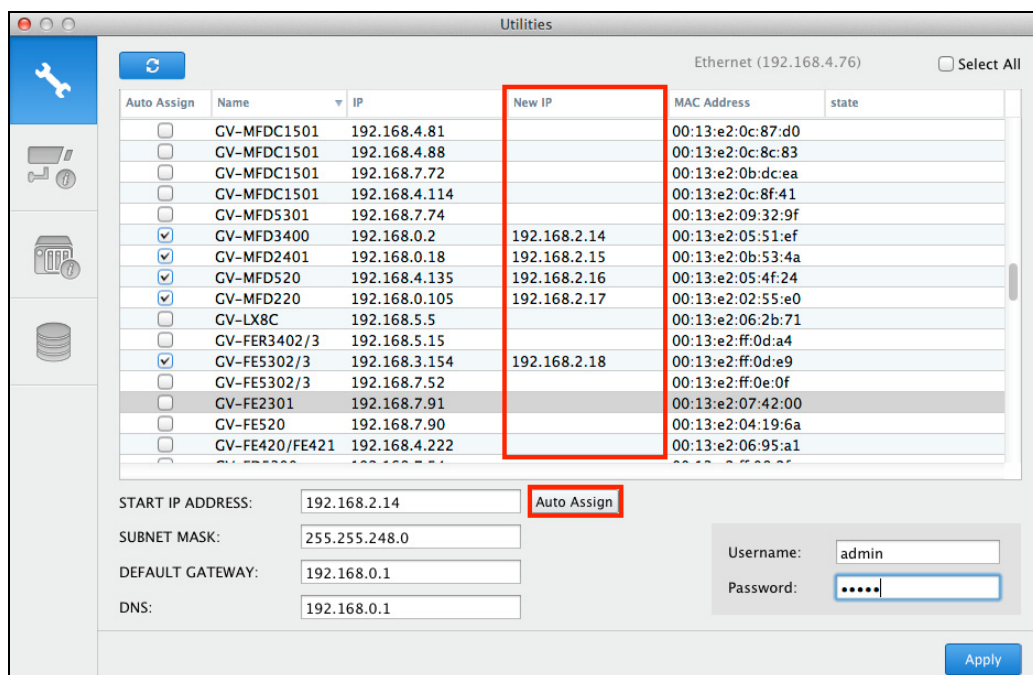 Utilities
Ethernet (192.168.4.76) Select All
Auto Assign Name IP New IP MAC Address state
GV-MFDC1501 192.168.4.81 00:13:e2:0c:87:d0
GV-MFDC1501 192.168.4.88 00:13:e2:0c:8c:83
GV-MFDC1501 192.168.7.72 00:13:e2:0b:dc:ea
GV-MFDC1501 192.168.4.114 00:13:e2:0c:8f:41
GV-MFD5301 192.168.7.74 00:13:e2:09:32:9f
GV-MFD3400 192.168.0.2 192.168.2.14 00:13:e2:05:51:ef
GV-MFD2401 192.168.0.18 192.168.2.15 00:13:e2:0b:53:4a
GV-MFD520 192.168.4.135 192.168.2.16 00:13:e2:05:4f:24
GV-MFD220 192.168.0.105 192.168.2.17 00:13:e2:02:55:e0
GV-LX8C 192.168.5.5 00:13:e2:06:2b:71
GV-FER3402/3 192.168.5.15 00:13:e2:ff:0d:a4
GV-FE5302/3 192.168.3.154 192.168.2.18 00:13:e2:ff:0d:e9
GV-FE5302/3 192.168.7.52 00:13:e2:ff:0e:0f
GV-FE2301 192.168.7.91 00:13:e2:07:42:00
GV-FE520 192.168.7.90 00:13:e2:04:19:6a
GV-FE420/FE421 192.168.4.222 00:13:e2:06:95:a1
START IP ADDRESS: 192.168.2.14 Auto Assign
SUBNET MASK: 255.255.248.0
DEFAULT GATEWAY: 192.168.0.1
DNS: 192.168.0.1
Username: admin
Password: •••••
Apply